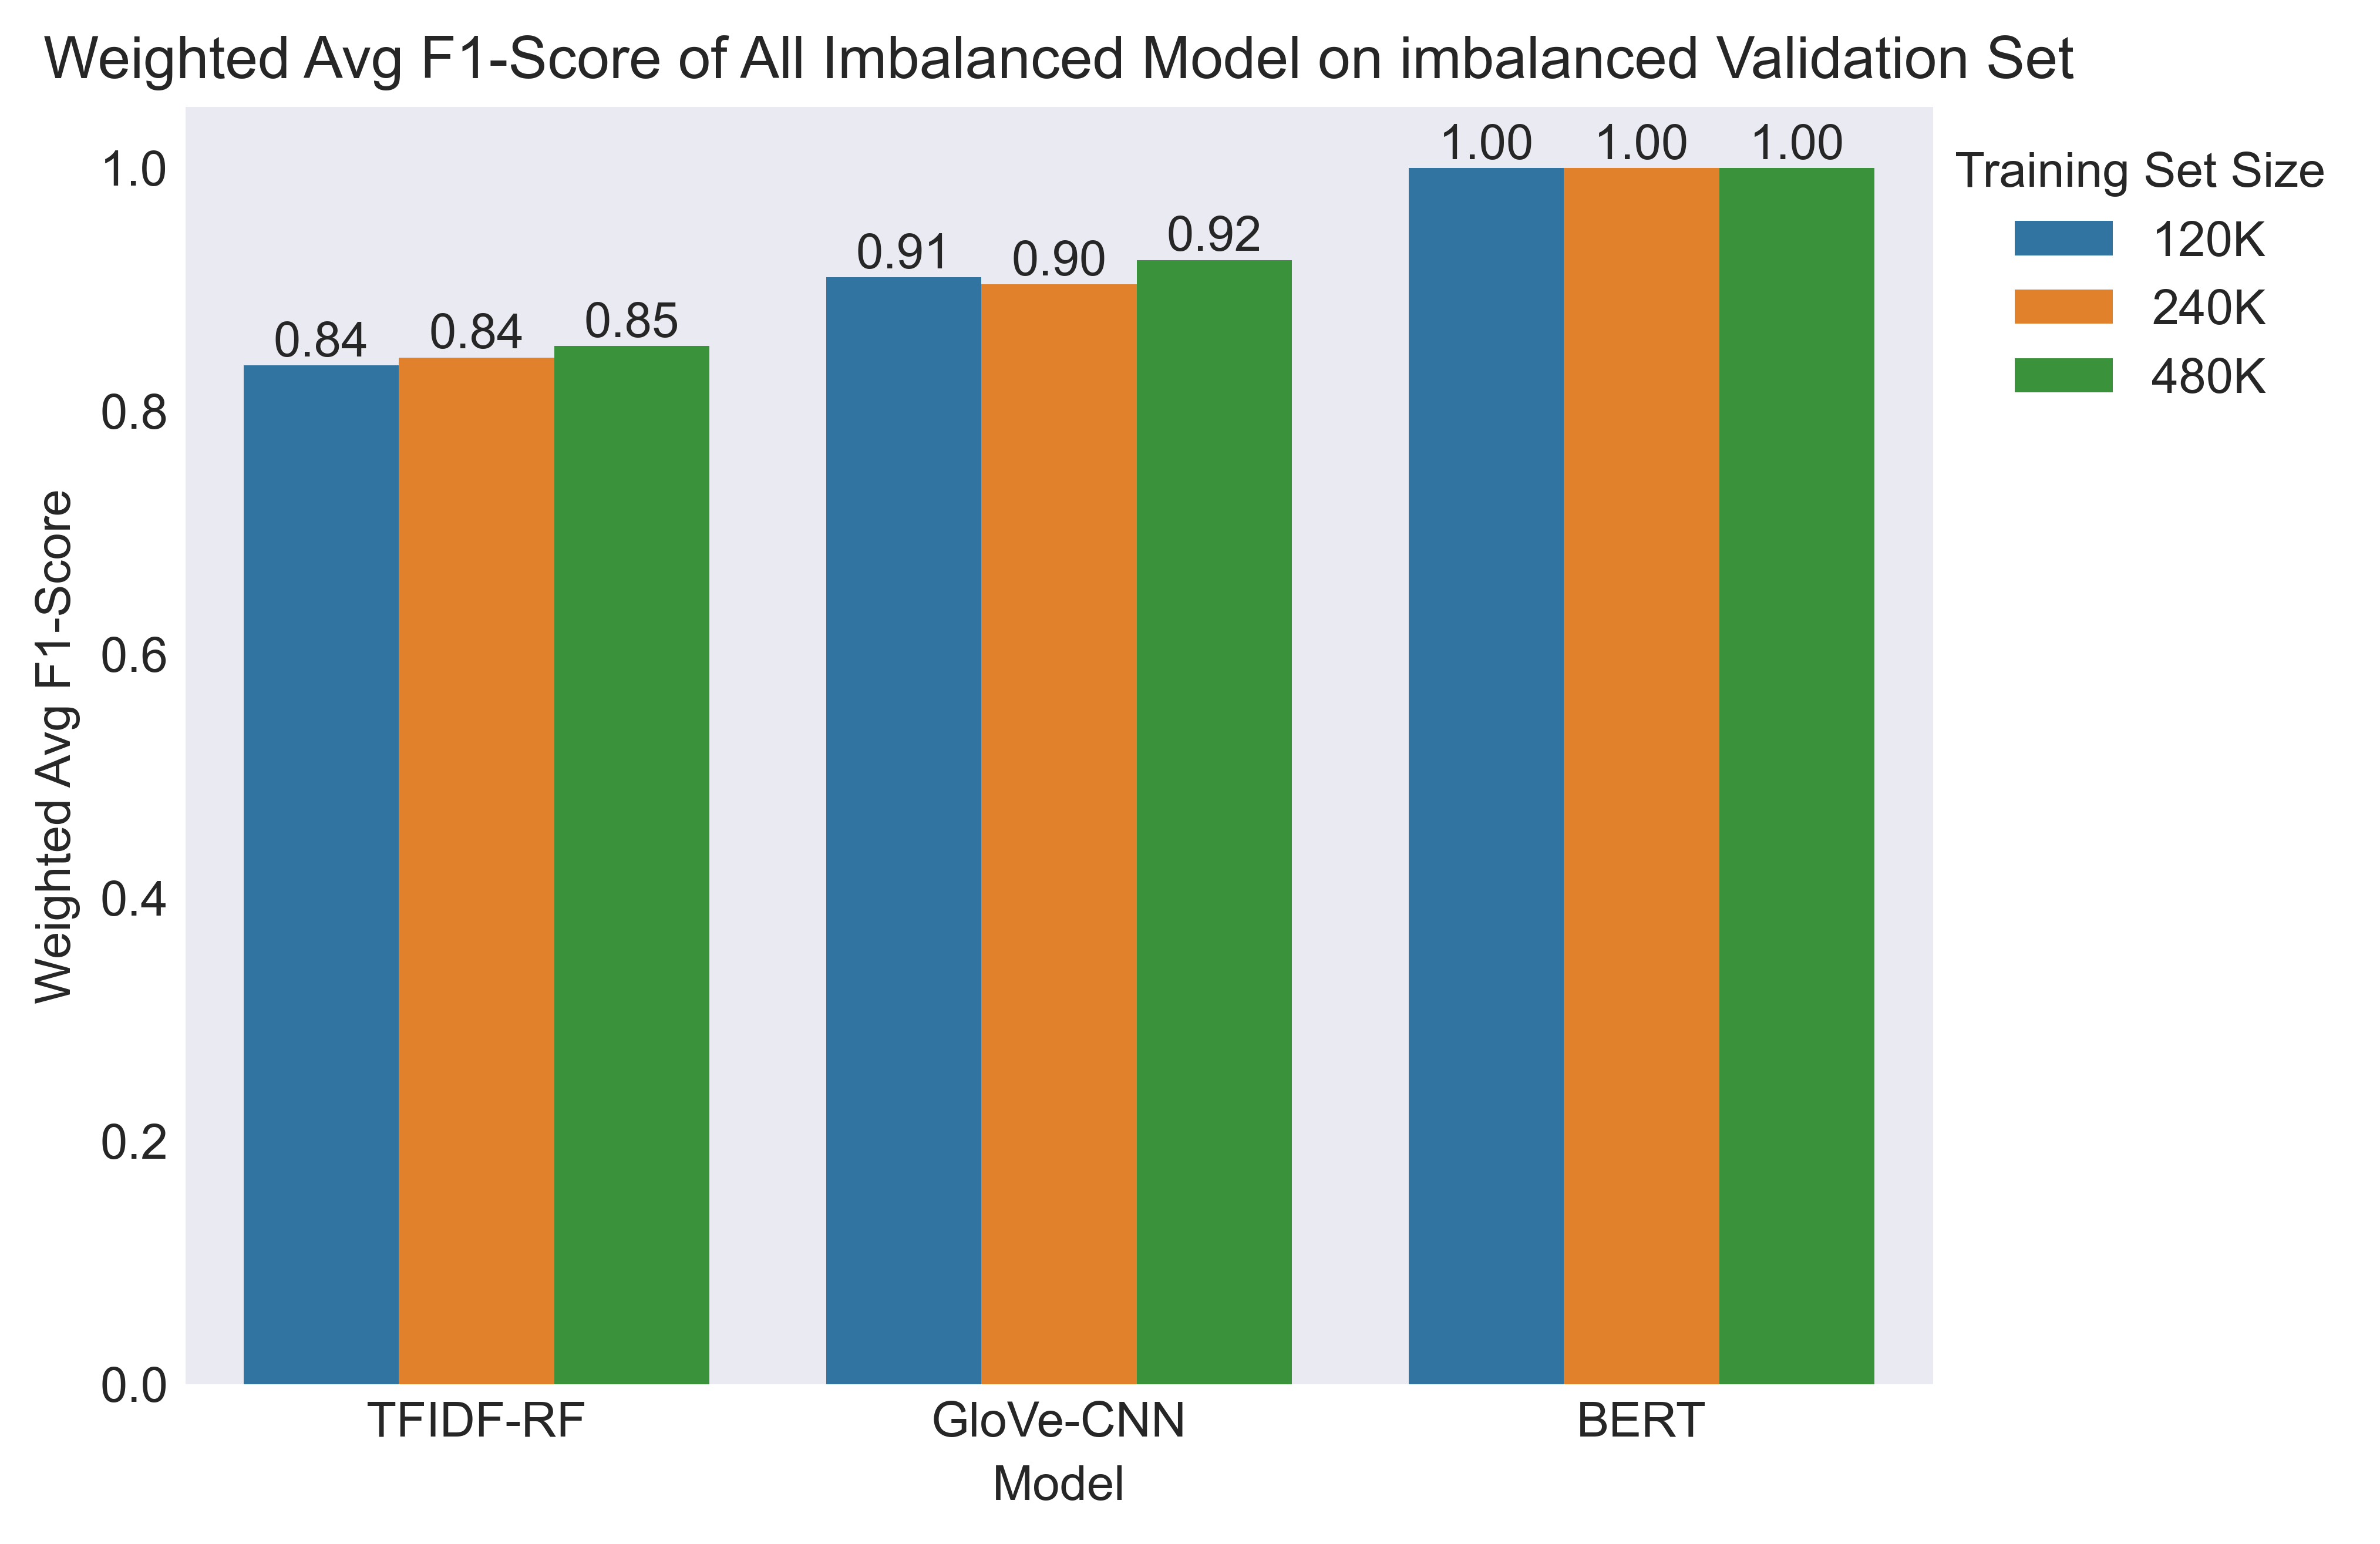 Weighted Avg F1-Score of All Imbalanced Model on imbalanced Validation Set
Weighted Avg F1-Score
1.0
0.8
0.6
0.4
0.2
0.0
0.84
0.84
0.85
0.91
0.90
0.92
1.00
1.00
1.00
TFIDF-RF
GloVe-CNN
BERT
Model
Training Set Size
120K
240K
480K